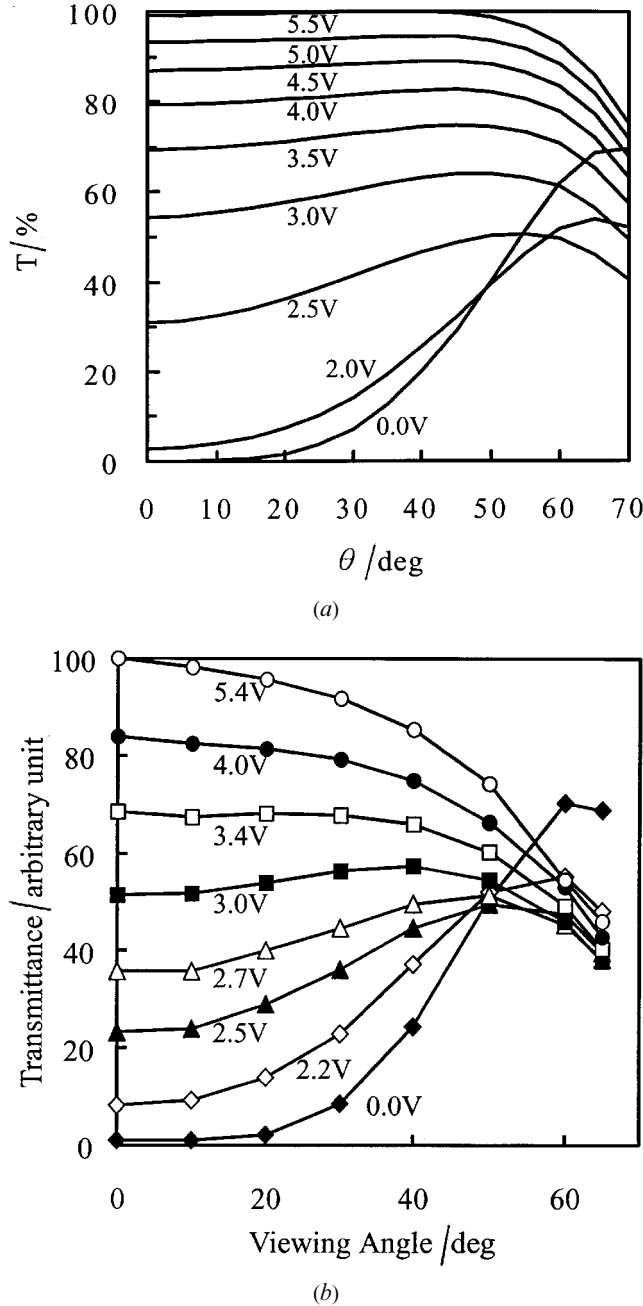 100
80
60
40
20
0
T/%
5.5V
5.0V
4.5V
4.0V
3.5V
3.0V
2.5V
2.0V
0.0V
0 10 20 30 40 50 60 70
θ /deg
(a)
100
80
60
40
20
0
Transmittance/arbitrary unit
5.4V
4.0V
3.4V
3.0V
2.7V
2.5V
2.2V
0.0V
0 20 40 60
Viewing Angle/deg
(b)